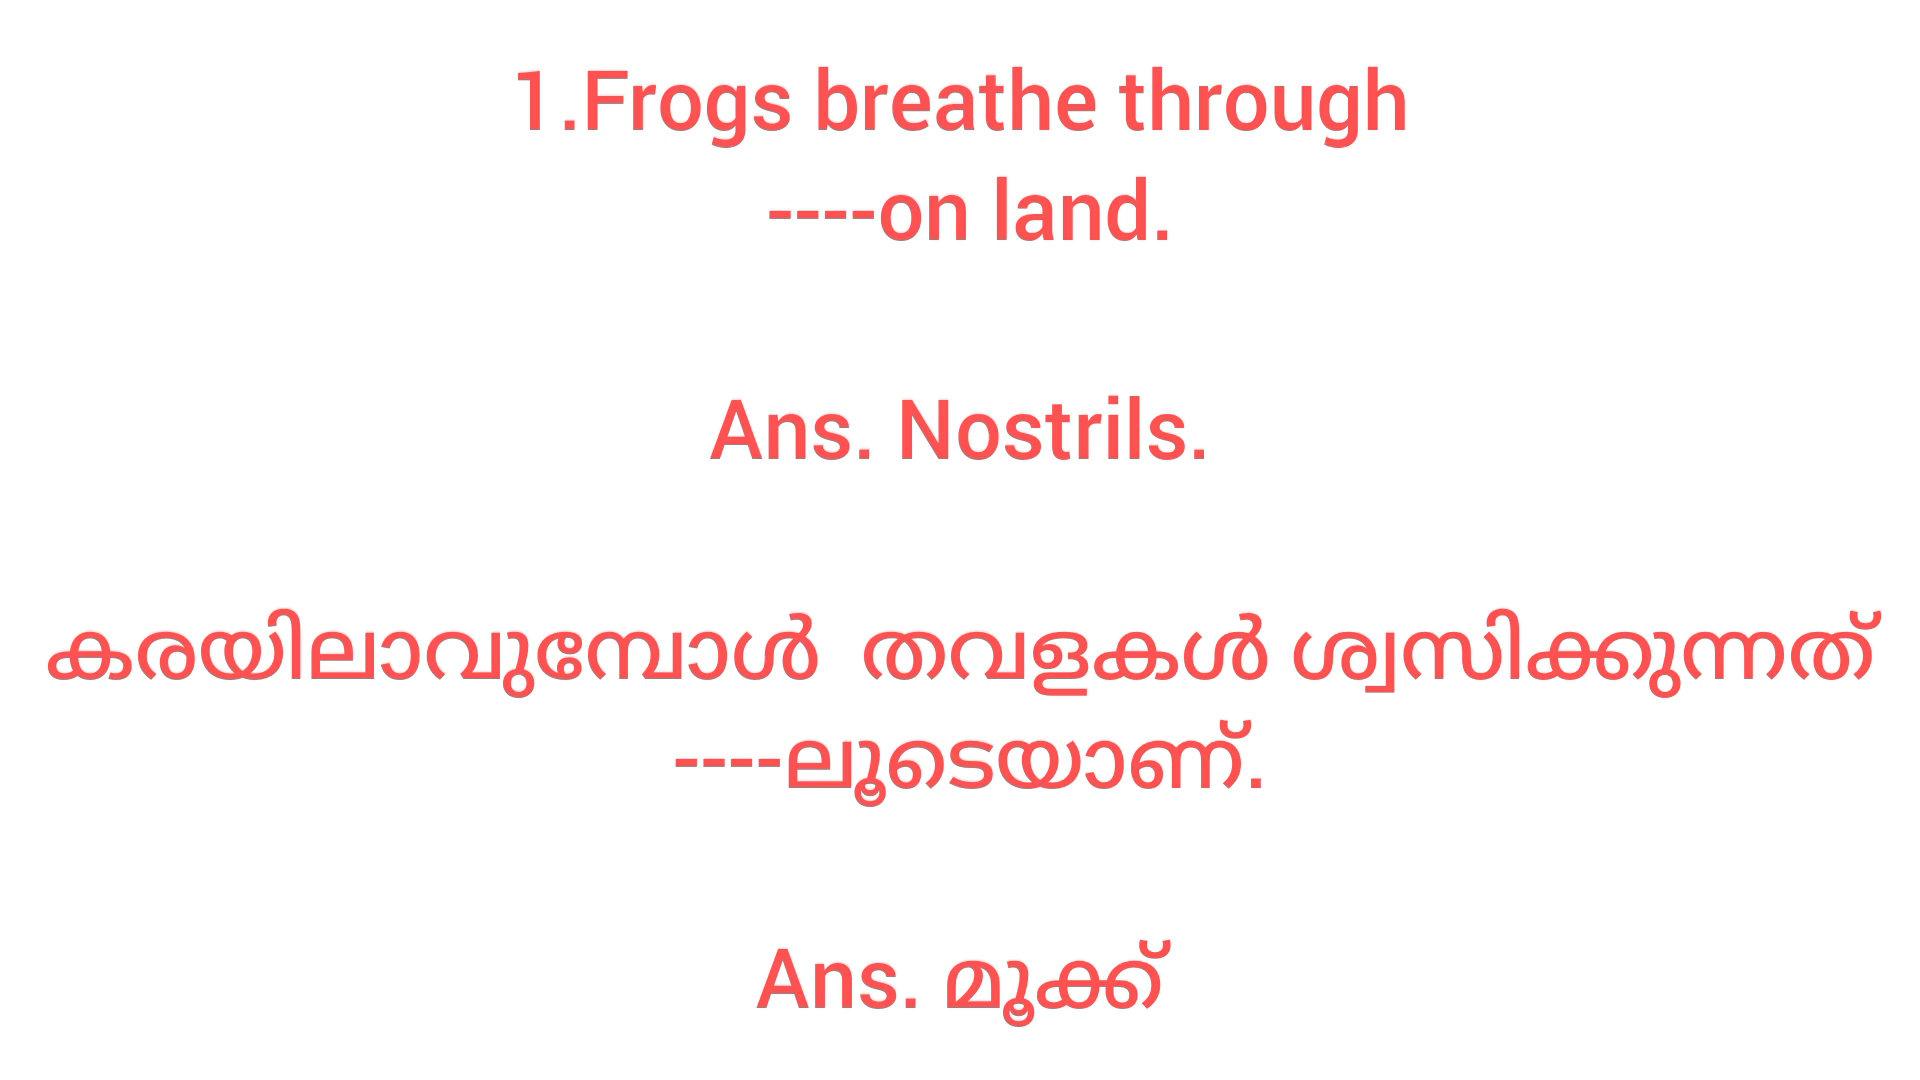 1.Frogs breathe through
----on land.
Ans. Nostrils.
കരയിലാവുമ്പോൾ  തവളകൾ ശ്വസിക്കുന്നത്
----ലൂടെയാണ്.
Ans. മൂക്ക്